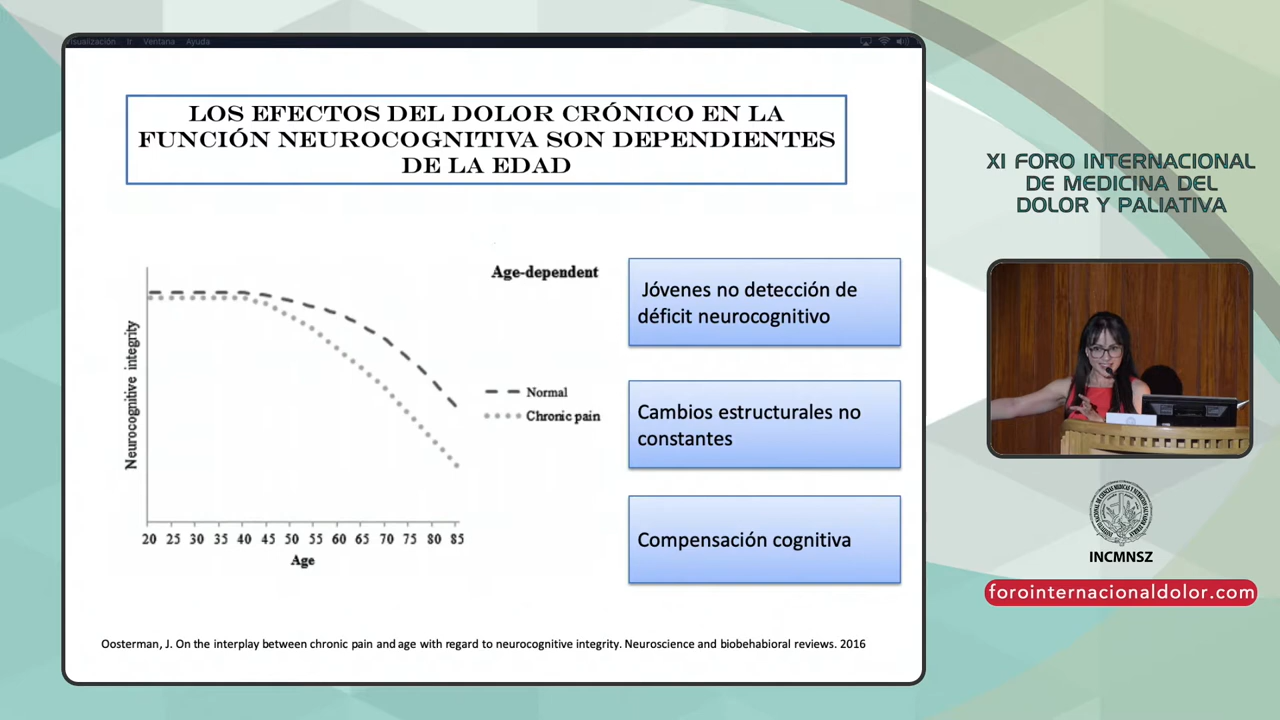 Visualización Ir Ventana Ayuda
LOS EFECTOS DEL DOLOR CRÓNICO EN LA
FUNCIÓN NEUROCOGNITIVA SON DEPENDIENTES
DE LA EDAD
Age-dependent
Neurocognitive integrity
Normal
Chronic pain
20 25 30 35 40 45 50 55 60 65 70 75 80 85
Age
Jóvenes no detección de
déficit neurocognitivo
Cambios estructurales no
constantes
Compensación cognitiva
Oosterman, J. On the interplay between chronic pain and age with regard to neurocognitive integrity. Neuroscience and biobehabioral reviews. 2016
XI FORO INTERNACIONAL
DE MEDICINA DEL
DOLOR Y PALIATIVA
INCMNSZ
forointernacionaldolor.com